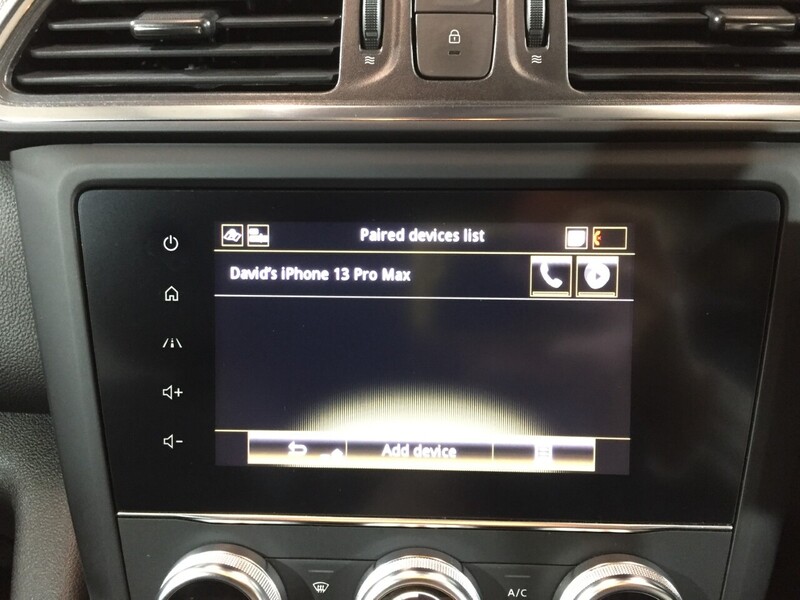 Paired devices list
David's iPhone 13 Pro Max
Add device
A/C